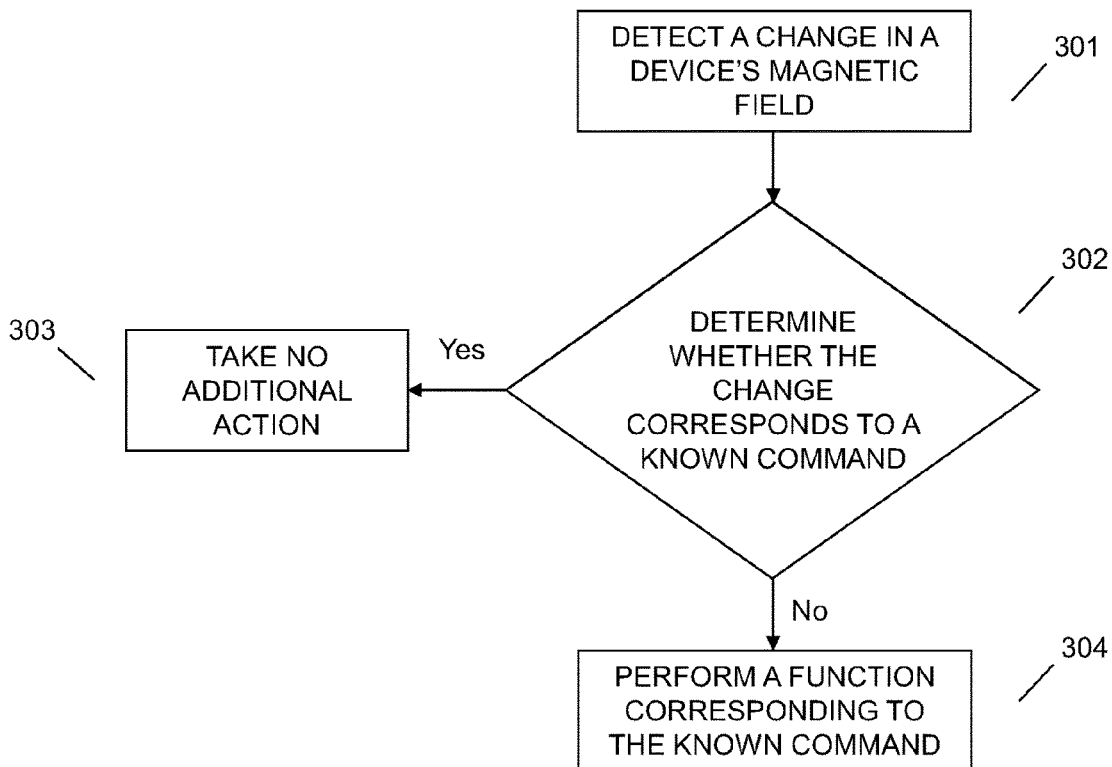 DETECT A CHANGE IN A
DEVICE'S MAGNETIC
FIELD
301
302
DETERMINE
WHETHER THE
CHANGE
CORRESPONDS TO A
KNOWN COMMAND
303
Yes
TAKE NO
ADDITIONAL
ACTION
No
304
PERFORM A FUNCTION
CORRESPONDING TO
THE KNOWN COMMAND